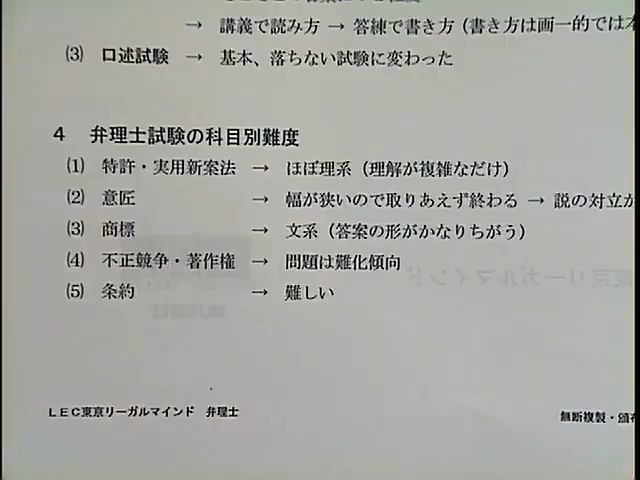 → 講義で読み方 → 答練で書き方（書き方は画一的では
(3) 口述試験 → 基本、落ちない試験に変わった
4 弁理士試験の科目別難度
(1) 特許・実用新案法 → ほぼ理系（理解が複雑なだけ）
(2) 意匠 → 幅が狭いので取りあえず終わる → 説の対立が
(3) 商標 → 文系（答案の形がかなりちがう）
(4) 不正競争・著作権 → 問題は難化傾向
(5) 条約 → 難しい
LEC東京リーガルマインド 弁理士
無断複製・頒